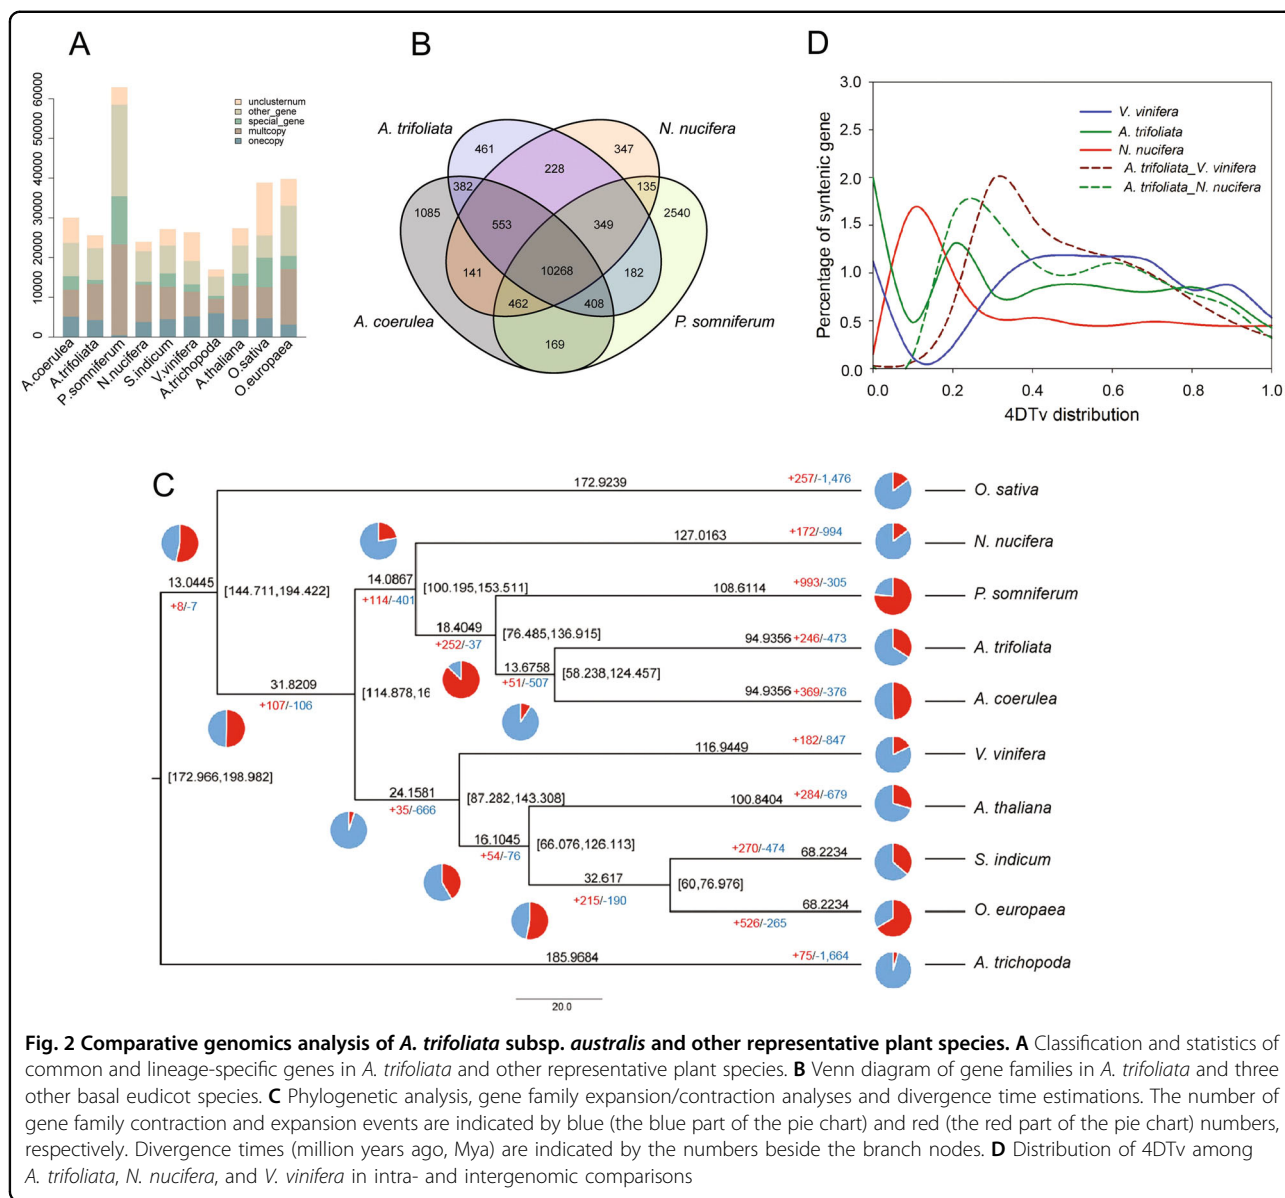 A
60000
50000
40000
30000
20000
10000
0
unclusternum
other_gene
special_gene
multcopy
onecopy
A.coerulea
A.trifoliata
P.somniferum
N.nucifera
S.indicum
V.vinifera
A.trichopoda
A.thaliana
O.sativa
O.europaea
B
A. trifoliata
N. nucifera
461
347
228
382
135
1085
2540
553
349
141
10268
182
462
408
A. coerulea
P. somniferum
169
D
Percentage of syntenic gene
3.0
2.5
2.0
1.5
1.0
0.5
0.0
V. vinifera
A. trifoliata
N. nucifera
A. trifoliata_V. vinifera
A. trifoliata_N. nucifera
0.0 0.2 0.4 0.6 0.8 1.0
4DTv distribution
C
172.9239 +257/-1,476 O. sativa
127.0163 +172/-994 N. nucifera
13.0445
+8/-7
[144.711,194.422]
14.0867
+114/-401
[100.195,153.511]
108.6114 +993/-305 P. somniferum
18.4049
+252/-37
[76.485,136.915]
94.9356 +246/-473 A. trifoliata
13.6758
+51/-507
[58.238,124.457]
94.9356 +369/-376 A. coerulea
31.8209
+107/-106
[114.878,16
116.9449 +182/-847 V. vinifera
[172.966,198.982]
24.1581
+35/-666
[87.282,143.308]
100.8404 +284/-679 A. thaliana
16.1045
+54/-76
[66.076,126.113]
+270/-474 68.2234 S. indicum
32.617
+215/-190
[60,76.976]
68.2234 O. europaea
+526/-265
185.9684 +75/-1,664 A. trichopoda
20.0
Fig. 2 Comparative genomics analysis of A. trifoliata subsp. australis and other representative plant species. A Classification and statistics of
common and lineage-specific genes in A. trifoliata and other representative plant species. B Venn diagram of gene families in A. trifoliata and three
other basal eudicot species. C Phylogenetic analysis, gene family expansion/contraction analyses and divergence time estimations. The number of
gene family contraction and expansion events are indicated by blue (the blue part of the pie chart) and red (the red part of the pie chart) numbers,
respectively. Divergence times (million years ago, Mya) are indicated by the numbers beside the branch nodes. D Distribution of 4DTv among
A. trifoliata, N. nucifera, and V. vinifera in intra- and intergenomic comparisons